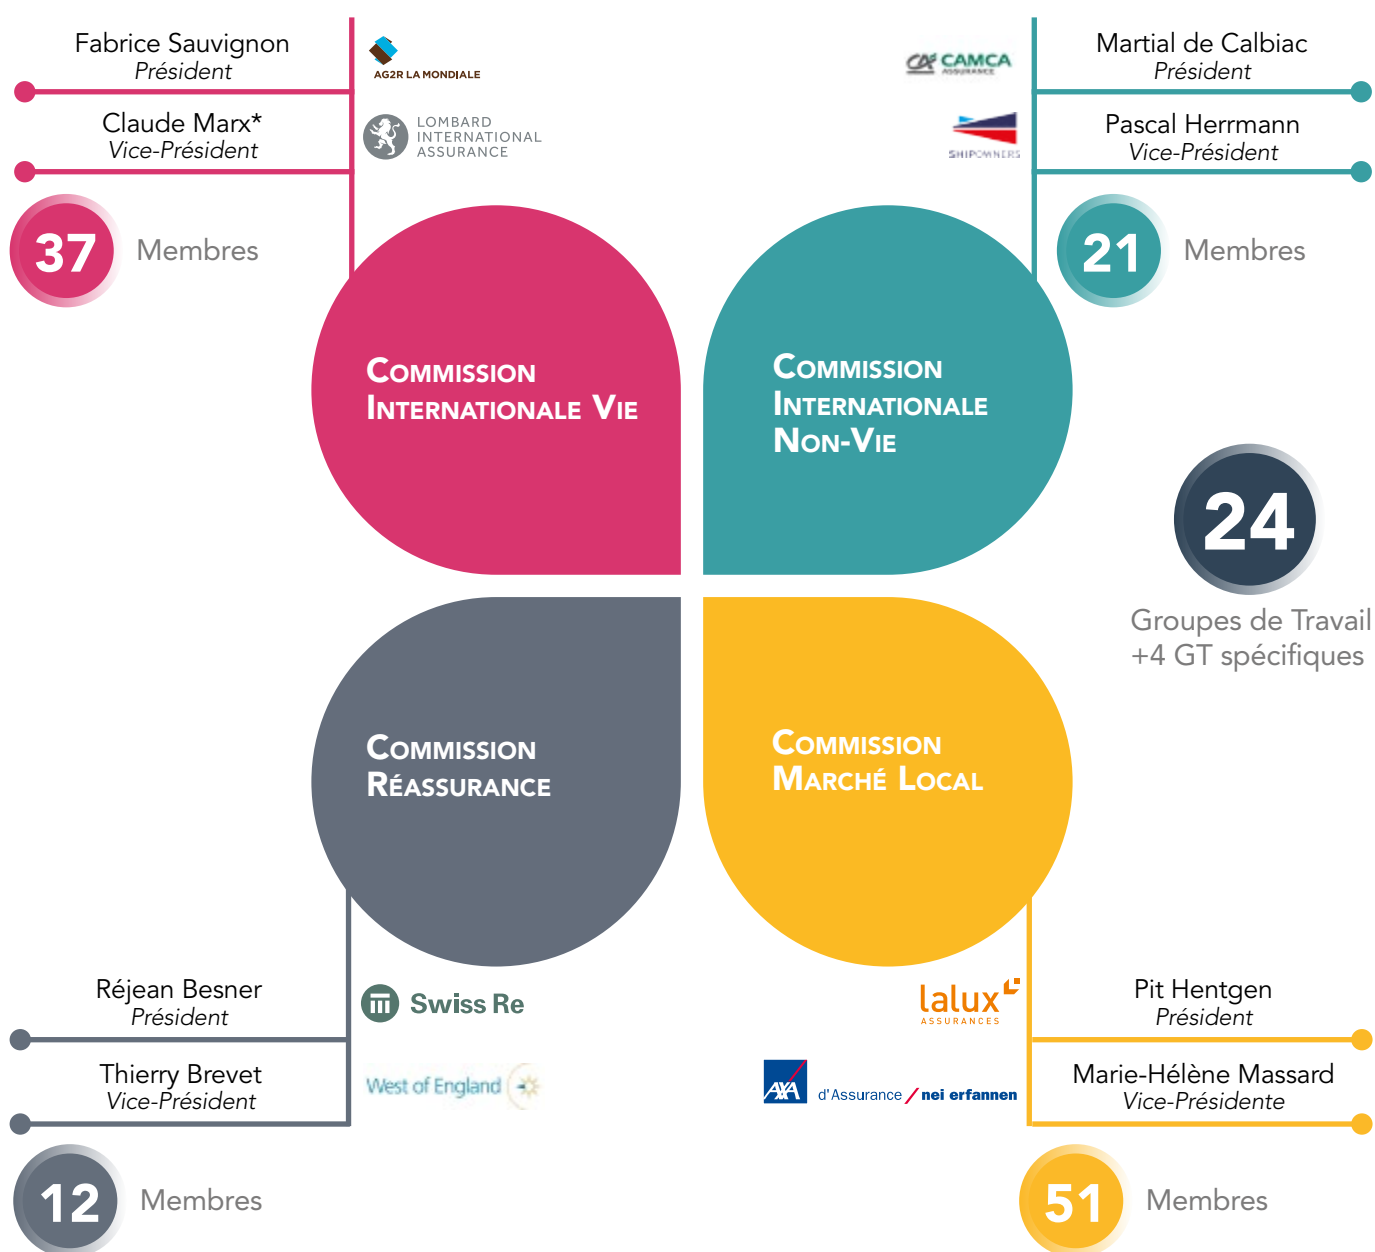 Fabrice Sauvignon
Président
AG2R LA MONDIALE
Claude Marx*
Vice-Président
LOMBARD
INTERNATIONAL
ASSURANCE
37
Membres
CA CAMCA
ASSURANCE
Martial de Calbiac
Président
SHIPOWNERS
Pascal Herrmann
Vice-Président
21
Membres
COMMISSION
INTERNATIONALE VIE
COMMISSION
INTERNATIONALE
NON-VIE
24
Groupes de Travail
+4 GT spécifiques
COMMISSION
RÉASSURANCE
COMMISSION
MARCHÉ LOCAL
Réjean Besner
Président
Swiss Re
Thierry Brevet
Vice-Président
West of England
12
Membres
lalux
ASSURANCES
Pit Hentgen
Président
AXA
d'Assurance / nei erfannen
Marie-Hélène Massard
Vice-Présidente
51
Membres